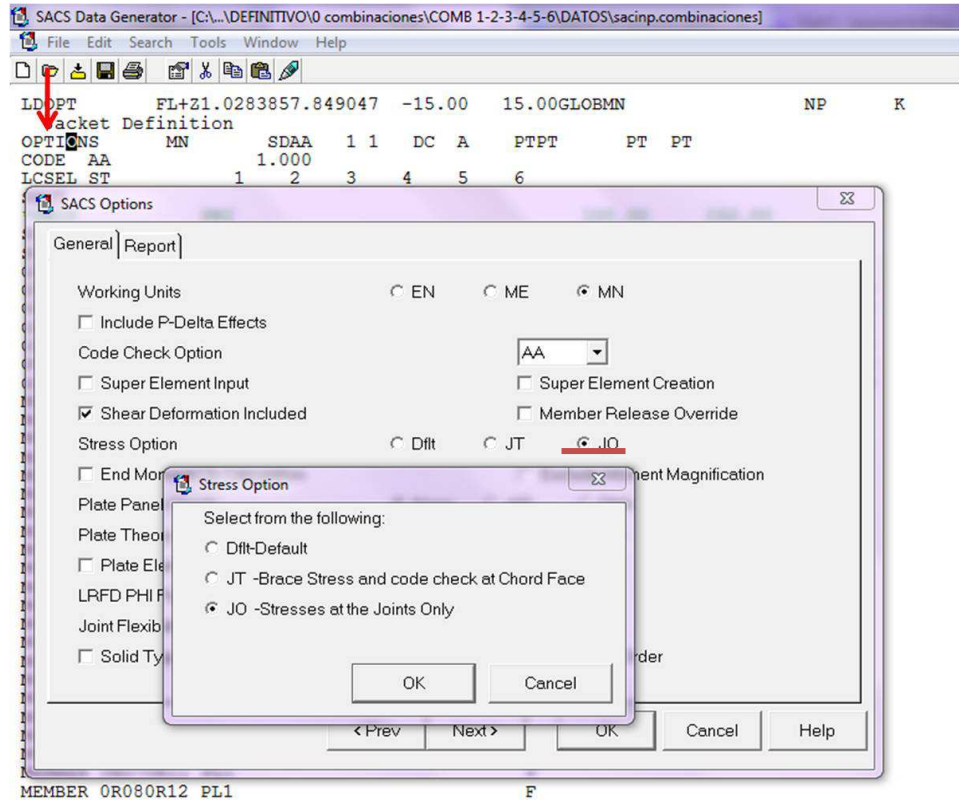 SACS Data Generator - [C:\...\DEFINITIVO\0 combinaciones\COMB 1-2-3-4-5-6\DATOS\sacinp.combinaciones]
File Edit Search Tools Window Help
LDOPT FL+Z1.0283857.849047 -15.00 15.00GLOBMN NP K
Jacket Definition
OPTIONS MN SDAA 1 1 DC A PTPT PT PT
CODE AA 1.000
LCSEL ST 1 2 3 4 5 6
SACS Options
General Report
Working Units EN ME MN
Include P-Delta Effects
Code Check Option AA
Super Element Input Super Element Creation
Shear Deformation Included Member Release Override
Stress Option Dflt JT JO
End Mom Magnification
Stress Option
Plate Panel
Select from the following:
Plate Theo
Dflt-Default
Plate Ele
JT -Brace Stress and code check at Chord Face
LRFD PHI F
JO -Stresses at the Joints Only
Joint Flexib
Solid Ty rder
OK Cancel
< Prev Next > OK Cancel Help
MEMBER 0R080R12 PL1 F